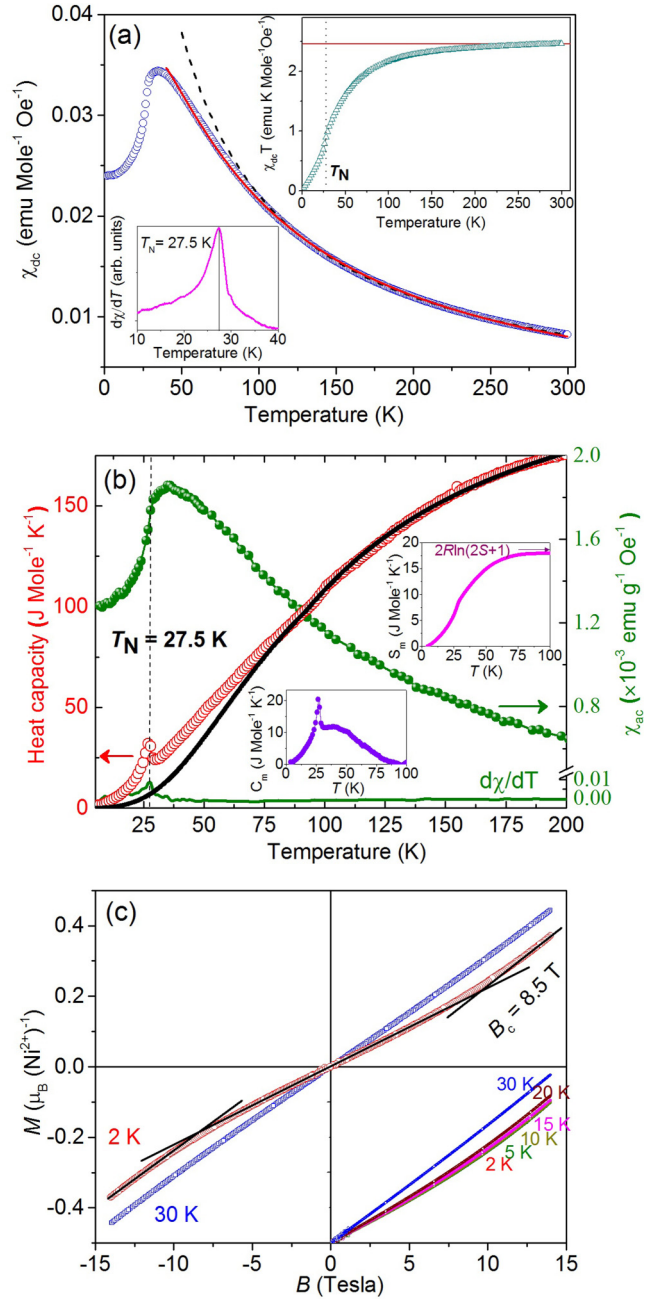 (a)
χdc (emu Mole⁻¹ Oe⁻¹)
0.04
0.03
0.02
0.01
0 50 100 150 200 250 300
Temperature (K)
χdcT (emu K Mole⁻¹Oe⁻¹)
3
2
1
0
TN
0 50 100 150 200 250 300
Temperature (K)
dχ/dT (arb. units)
TN = 27.5 K
10 20 30 40
Temperature (K)
(b)
Heat capacity (J Mole⁻¹ K⁻¹)
150
100
50
0
TN = 27.5 K
25 50 75 100 125 150 175 200
Temperature (K)
χac (×10⁻³ emu g⁻¹ Oe⁻¹)
2.0
1.6
1.2
0.8
0.01
0.00
dχ/dT
2Rln(2S+1)
Sm (J Mole⁻¹ K⁻¹)
20
15
10
5
0
0 25 50 75 100
T (K)
Cm (J Mole⁻¹ K⁻¹)
20
10
0
0 25 50 75 100
T (K)
(c)
M (μB (Ni²⁺)⁻¹)
0.4
0.2
0.0
-0.2
-0.4
Bc = 8.5 T
2 K
30 K
30 K
20 K
15 K
10 K
5 K
2 K
-15 -10 -5 0 5 10 15
B (Tesla)